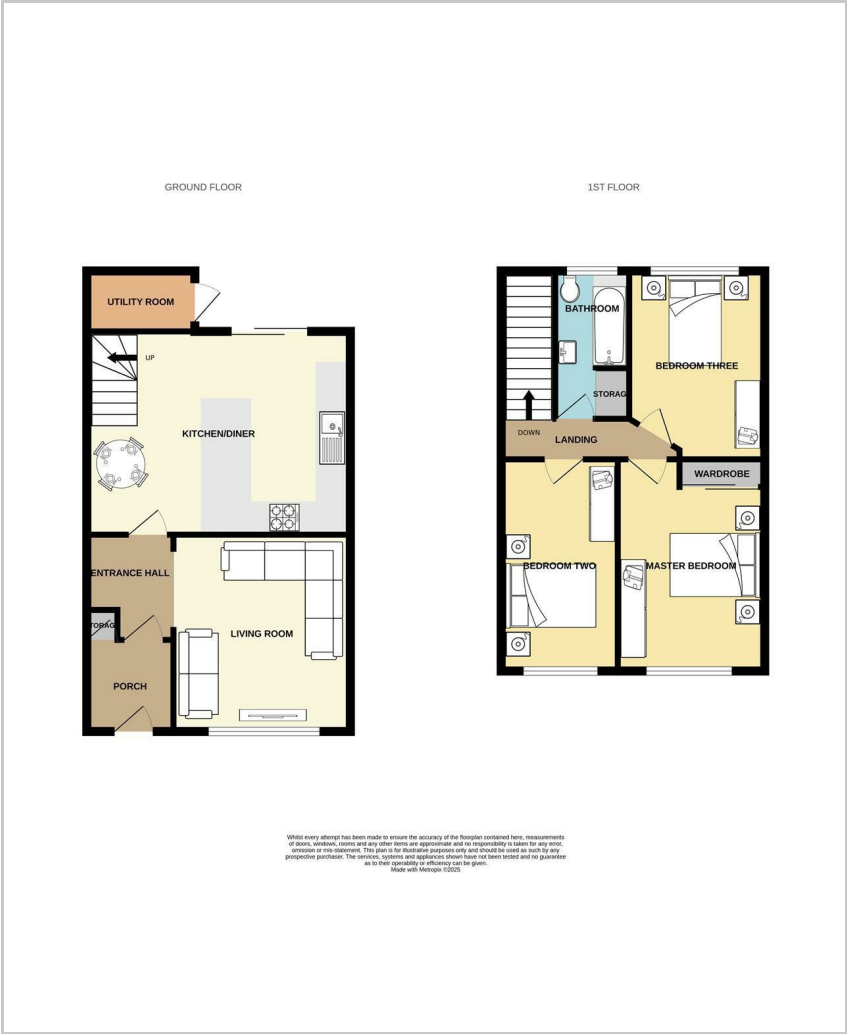 GROUND FLOOR
1ST FLOOR
UTILITY ROOM
UP
KITCHEN/DINER
ENTRANCE HALL
STORAG
LIVING ROOM
PORCH
BATHROOM
BEDROOM THREE
STORAG
DOWN
LANDING
WARDROBE
BEDROOM TWO
MASTER BEDROOM
Whilst every attempt has been made to ensure the accuracy of the floorplan contained here, measurements
of doors, windows, rooms and any other items are approximate and no responsibility is taken for any error,
omission or mis-statement. This plan is for illustrative purposes only and should be used as such by any
prospective purchaser. The services, systems and appliances shown have not been tested and no guarantee
as to their operability or efficiency can be given.
Made with Metropix ©2025